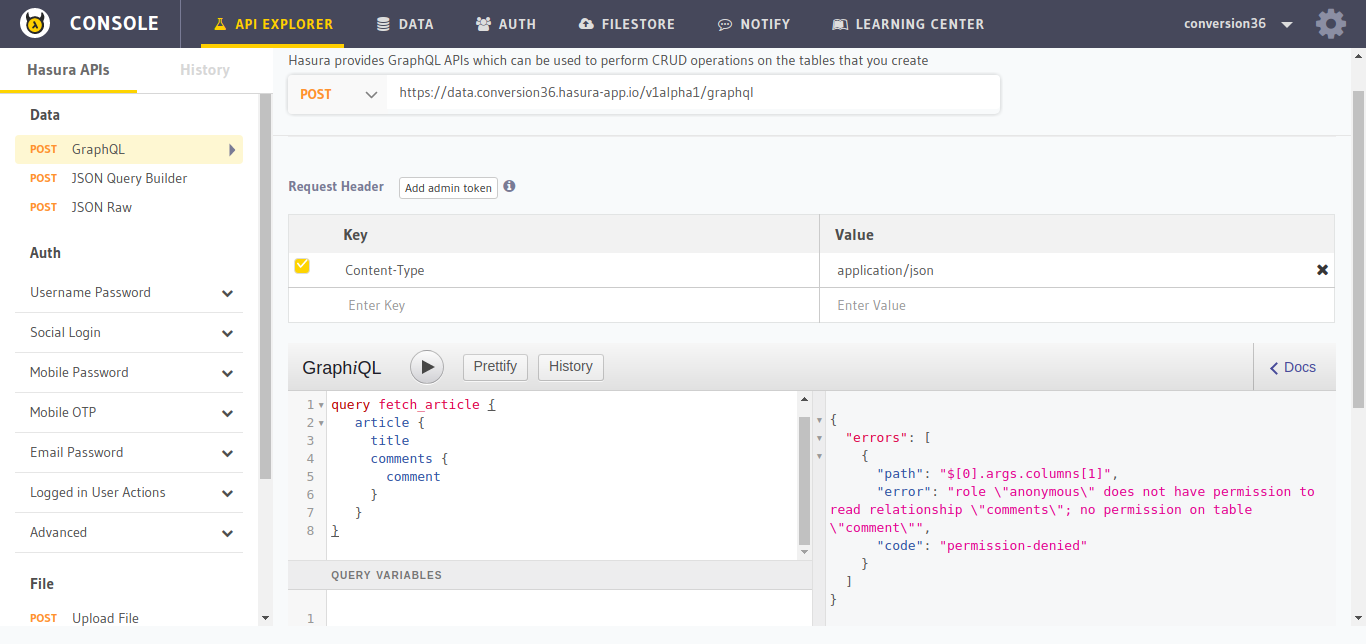 CONSOLE
API EXPLORER
DATA
AUTH
FILESTORE
NOTIFY
LEARNING CENTER
conversion36
Hasura APIs
History
Data
POST GraphQL
POST JSON Query Builder
POST JSON Raw
Auth
Username Password
Social Login
Mobile Password
Mobile OTP
Email Password
Logged in User Actions
Advanced
File
POST Upload File
Hasura provides GraphQL APIs which can be used to perform CRUD operations on the tables that you create
POST https://data.conversion36.hasura-app.io/v1alpha1/graphql
Request Header Add admin token
Key Value
Content-Type application/json
Enter Key Enter Value
GraphiQL Prettify History Docs
1 query fetch_article {
2 article {
3 title
4 comments {
5 comment
6 }
7 }
8 }
QUERY VARIABLES
1
{
"errors": [
{
"path": "$[0].args.columns[1]",
"error": "role \"anonymous\" does not have permission to
read relationship \"comments\"; no permission on table
\"comment\"",
"code": "permission-denied"
}
]
}